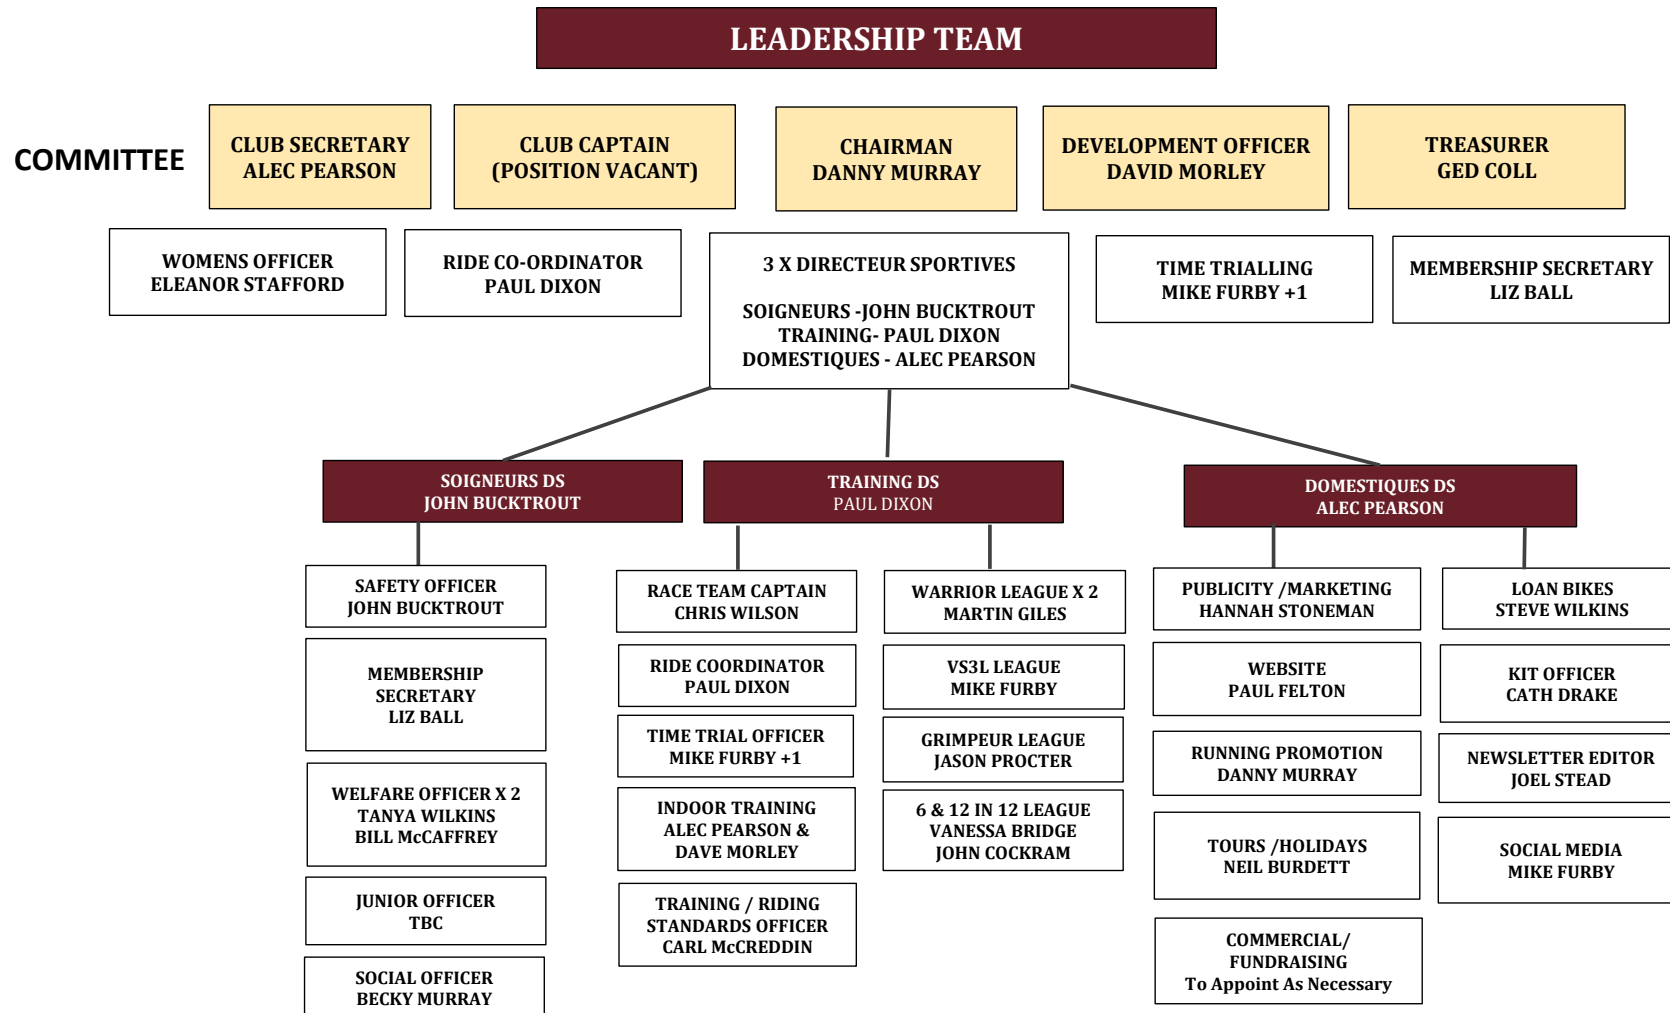 LEADERSHIP TEAM
COMMITTEE
CLUB SECRETARY
ALEC PEARSON
CLUB CAPTAIN
(POSITION VACANT)
CHAIRMAN
DANNY MURRAY
DEVELOPMENT OFFICER
DAVID MORLEY
TREASURER
GED COLL
WOMENS OFFICER
ELEANOR STAFFORD
RIDE CO-ORDINATOR
PAUL DIXON
3 X DIRECTEUR SPORTIVES
SOIGNEURS -JOHN BUCKTROUT
TRAINING- PAUL DIXON
DOMESTIQUES - ALEC PEARSON
TIME TRIALLING
MIKE FURBY +1
MEMBERSHIP SECRETARY
LIZ BALL
SOIGNEURS DS
JOHN BUCKTROUT
TRAINING DS
PAUL DIXON
DOMESTIQUES DS
ALEC PEARSON
SAFETY OFFICER
JOHN BUCKTROUT
MEMBERSHIP
SECRETARY
LIZ BALL
WELFARE OFFICER X 2
TANYA WILKINS
BILL McCAFFREY
JUNIOR OFFICER
TBC
SOCIAL OFFICER
BECKY MURRAY
RACE TEAM CAPTAIN
CHRIS WILSON
RIDE COORDINATOR
PAUL DIXON
TIME TRIAL OFFICER
MIKE FURBY +1
INDOOR TRAINING
ALEC PEARSON &
DAVE MORLEY
TRAINING / RIDING
STANDARDS OFFICER
CARL McCREDDIN
WARRIOR LEAGUE X 2
MARTIN GILES
VS3L LEAGUE
MIKE FURBY
GRIMPEUR LEAGUE
JASON PROCTER
6 & 12 IN 12 LEAGUE
VANESSA BRIDGE
JOHN COCKRAM
PUBLICITY /MARKETING
HANNAH STONEMAN
WEBSITE
PAUL FELTON
RUNNING PROMOTION
DANNY MURRAY
TOURS /HOLIDAYS
NEIL BURDETT
COMMERCIAL/
FUNDRAISING
To Appoint As Necessary
LOAN BIKES
STEVE WILKINS
KIT OFFICER
CATH DRAKE
NEWSLETTER EDITOR
JOEL STEAD
SOCIAL MEDIA
MIKE FURBY